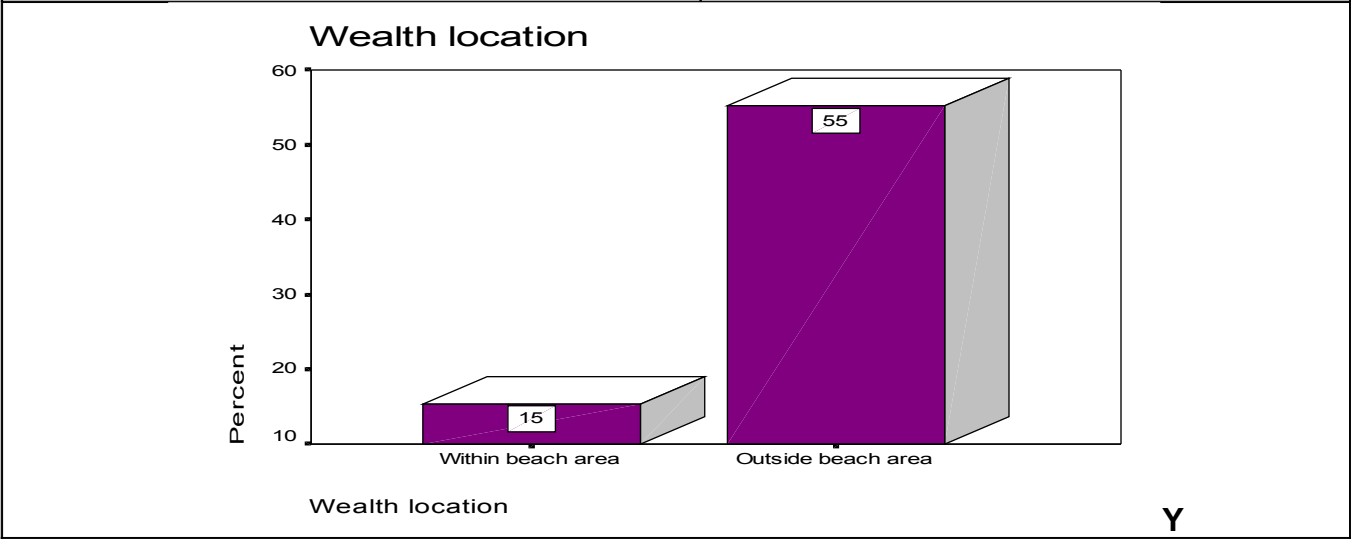 Wealth location
60
50
40
30
20
10
Percent
55
15
Within beach area
Outside beach area
Wealth location
Y